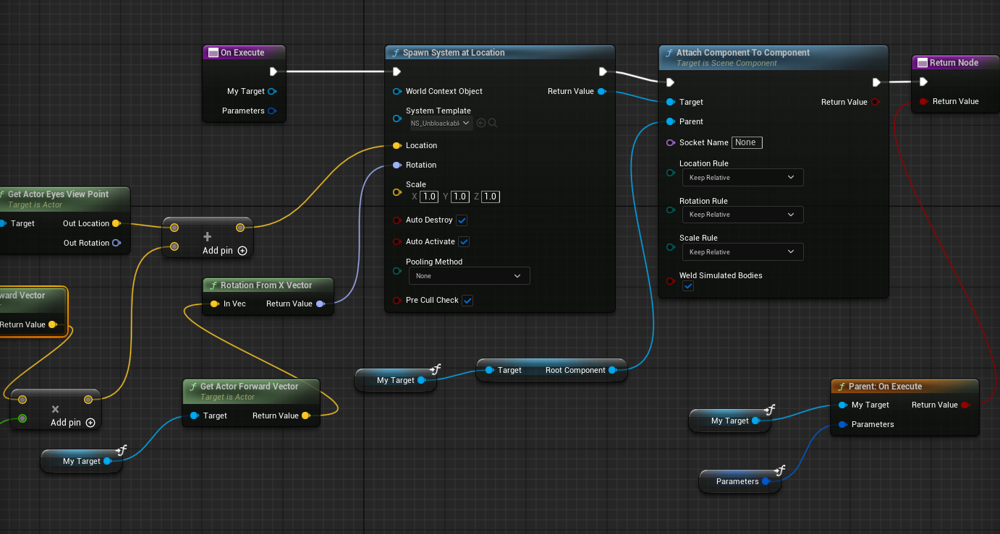 On Execute
My Target
Parameters
Spawn System at Location
World Context Object
Return Value
System Template
NS_Unbloackabl
Location
Rotation
Scale
X 1.0 Y 1.0 Z 1.0
Auto Destroy
Auto Activate
Pooling Method
None
Pre Cull Check
Attach Component To Component
Target is Scene Component
Target
Return Value
Parent
Socket Name None
Location Rule
Keep Relative
Rotation Rule
Keep Relative
Scale Rule
Keep Relative
Weld Simulated Bodies
Return Node
Return Value
Get Actor Eyes View Point
Target is Actor
Target
Out Location
Out Rotation
+
Add pin
ward Vector
Return Value
Rotation From X Vector
In Vec
Return Value
×
Add pin
Get Actor Forward Vector
Target is Actor
Target
Return Value
My Target
My Target
Target
Root Component
Parent: On Execute
My Target
Return Value
Parameters
My Target
Parameters